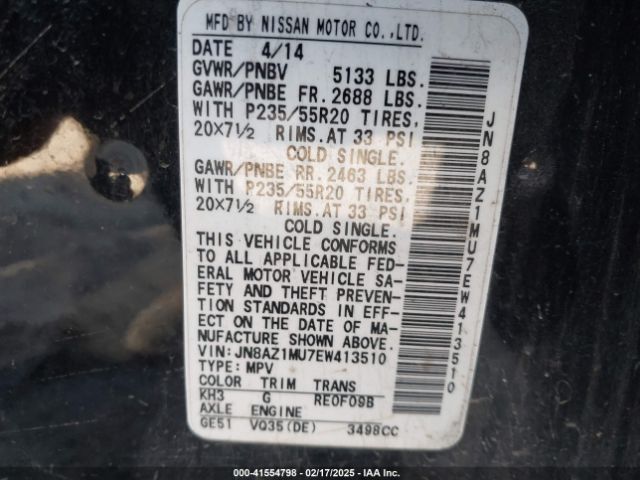 MFD BY NISSAN MOTOR CO.,LTD.
DATE 4/14
GVWR/PNBV 5133 LBS.
GAWR/PNBE FR. 2688 LBS.
WITH P235/55R20 TIRES.
20X7½ RIMS. AT 33 PSI
COLD SINGLE.
GAWR/PNBE RR. 2463 LBS.
WITH P235/55R20 TIRES.
20X7½ RIMS. AT 33 PSI
COLD SINGLE.
THIS VEHICLE CONFORMS
TO ALL APPLICABLE FED-
ERAL MOTOR VEHICLE SA-
FETY AND THEFT PREVEN-
TION STANDARDS IN EFF-
ECT ON THE DATE OF MA-
NUFACTURE SHOWN ABOVE.
VIN: JN8AZ1MU7EW413510
TYPE: MPV
COLOR TRIM TRANS
KH3 G RE0F09B
AXLE ENGINE
GE51 VQ35(DE) 3498CC
JN8AZ1MU7EW413510
000-41554798 - 02/17/2025 - IAAI.COM